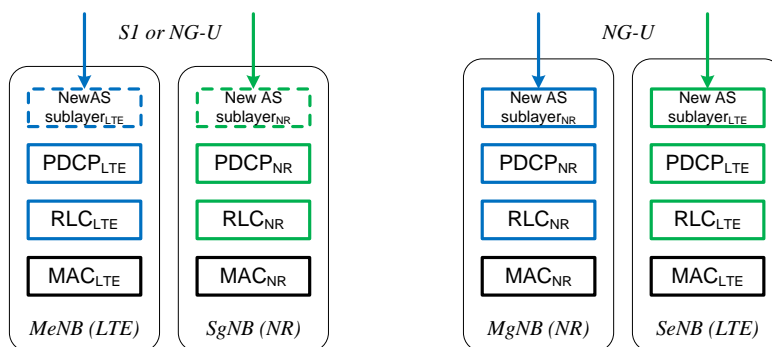 S1 or NG-U
NewAS
sublayerLTE
PDCPLTE
RLCLTE
MACLTE
MeNB (LTE)
New AS
sublayerNR
PDCPNR
RLCNR
MACNR
SgNB (NR)
NG-U
New AS
sublayerNR
PDCPNR
RLCNR
MACNR
MgNB (NR)
New AS
sublayerLTE
PDCPLTE
RLCLTE
MACLTE
SeNB (LTE)